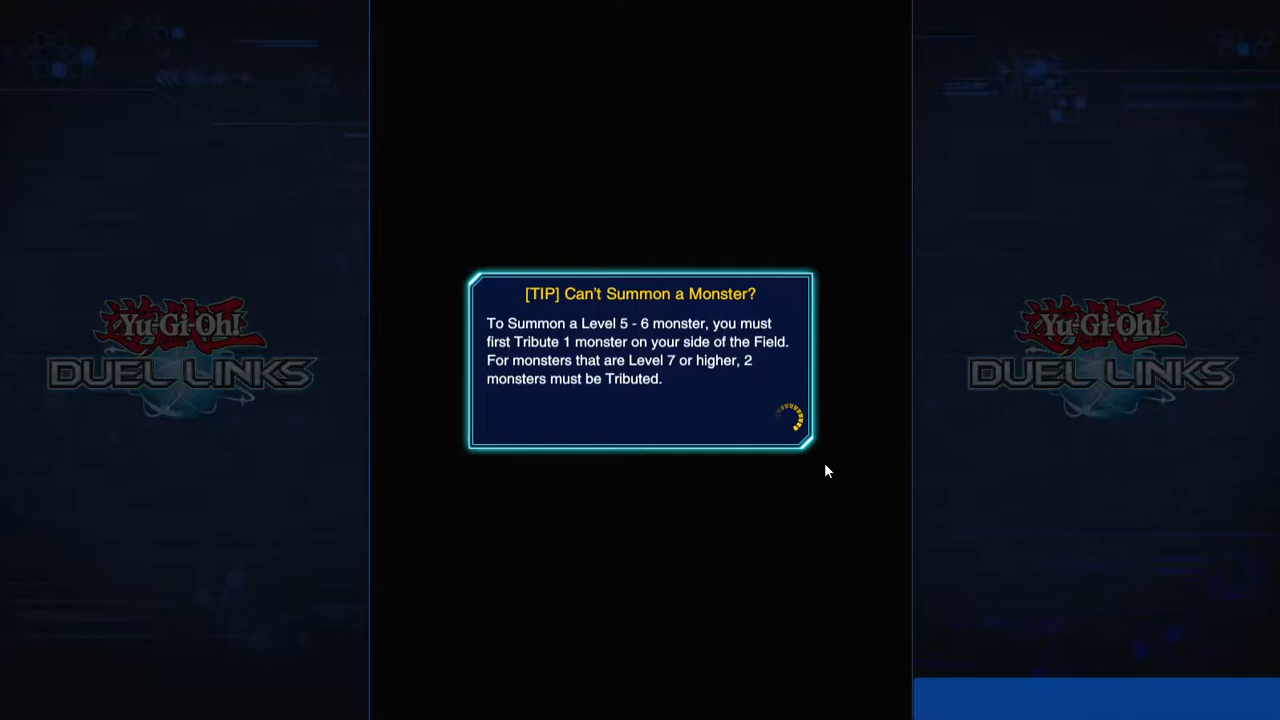 [TIP] Can't Summon a Monster?
To Summon a Level 5 - 6 monster, you must
first Tribute 1 monster on your side of the Field.
For monsters that are Level 7 or higher, 2
monsters must be Tributed.
Yu-Gi-Oh!
DUEL LINKS
Yu-Gi-Oh!
DUEL LINKS